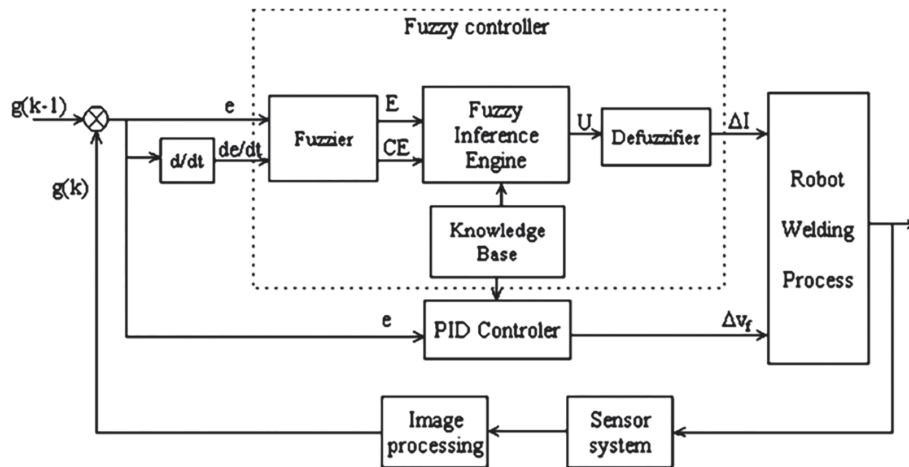 Fuzzy controller
g(k-1)
e
E
Fuzzy
Inference
Engine
U
Defuzzifier
ΔI
Fuzzier
CE
d/dt
de/dt
g(k)
Robot
Welding
Process
Knowledge
Base
e
PID Controler
Δv_f
Image
processing
Sensor
system